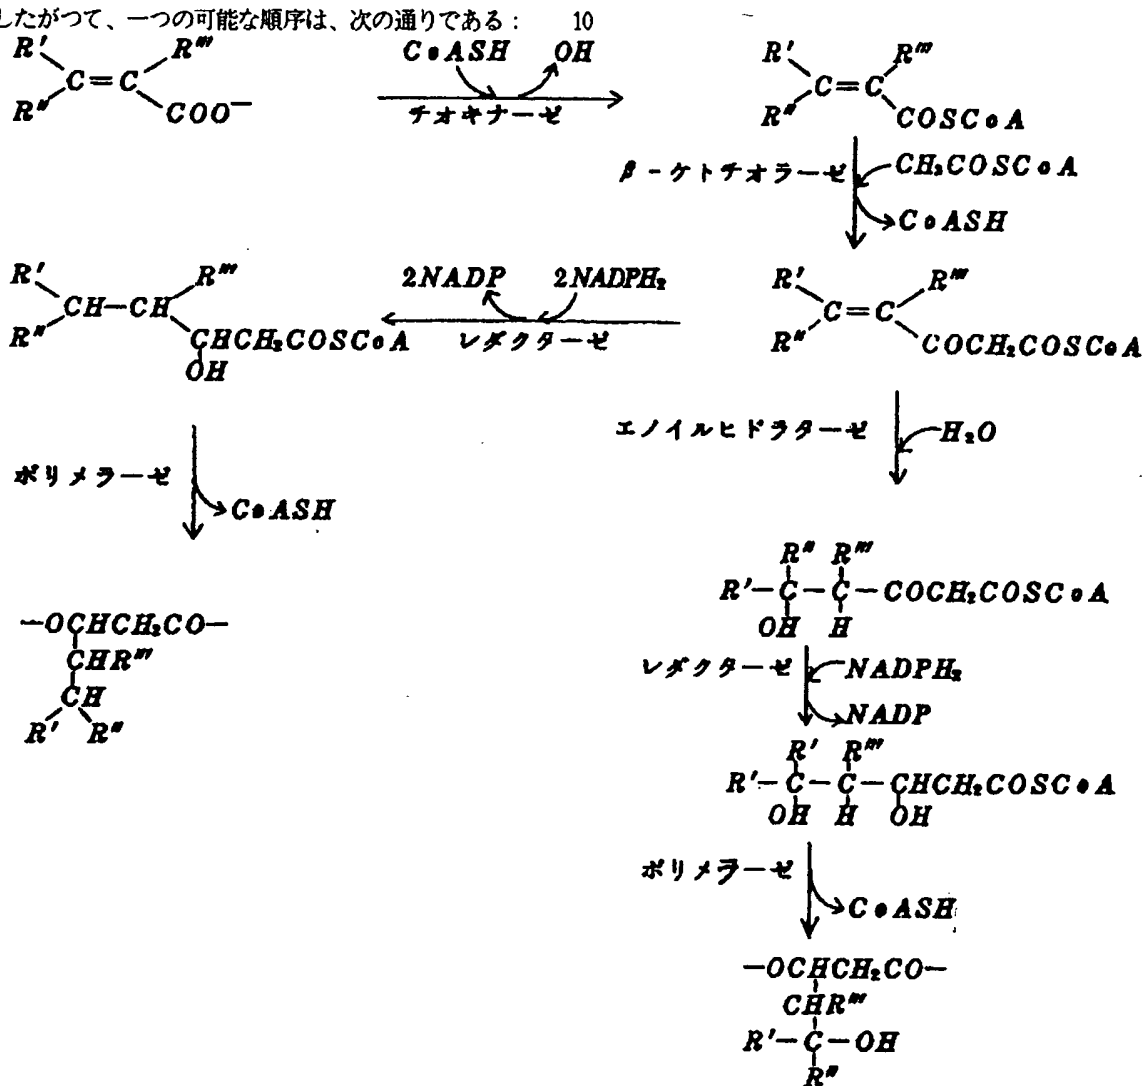 したがつて、一つの可能な順序は、次の通りである： 10
R' R'''
C=C
R'' COO⁻
CoASH OH
チオキナーゼ
R' R'''
C=C
R'' COSCoA
β-ケトチオラーゼ CH₃COSCoA
CoASH
R' R'''
CH-CH
R'' CHCH₂COSCoA
OH
2NADP 2NADPH₂
レダクターゼ
R' R'''
C=C
R'' COCH₂COSCoA
エノイルヒドラターゼ H₂O
ポリメラーゼ
CoASH
R'' R'''
R'-C-C-COCH₂COSCoA
OH H
-OCHCH₂CO-
CHR'''
CH
R' R''
レダクターゼ NADPH₂
NADP
R' R'''
R'-C-C-CHCH₂COSCoA
OH H OH
ポリメラーゼ
CoASH
-OCHCH₂CO-
CHR'''
R'-C-OH
R''